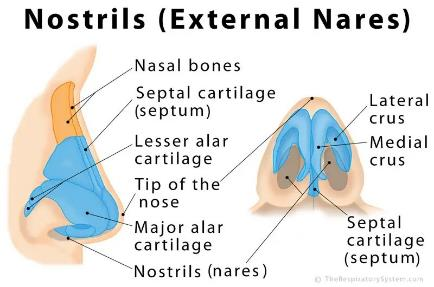 Nostrils (External Nares)
Nasal bones
Septal cartilage
(septum)
Lesser alar
cartilage
Tip of the
nose
Major alar
cartilage
Nostrils (nares)
Lateral
crus
Medial
crus
Septal
cartilage
(septum)
© TheRespiratorySystem.com